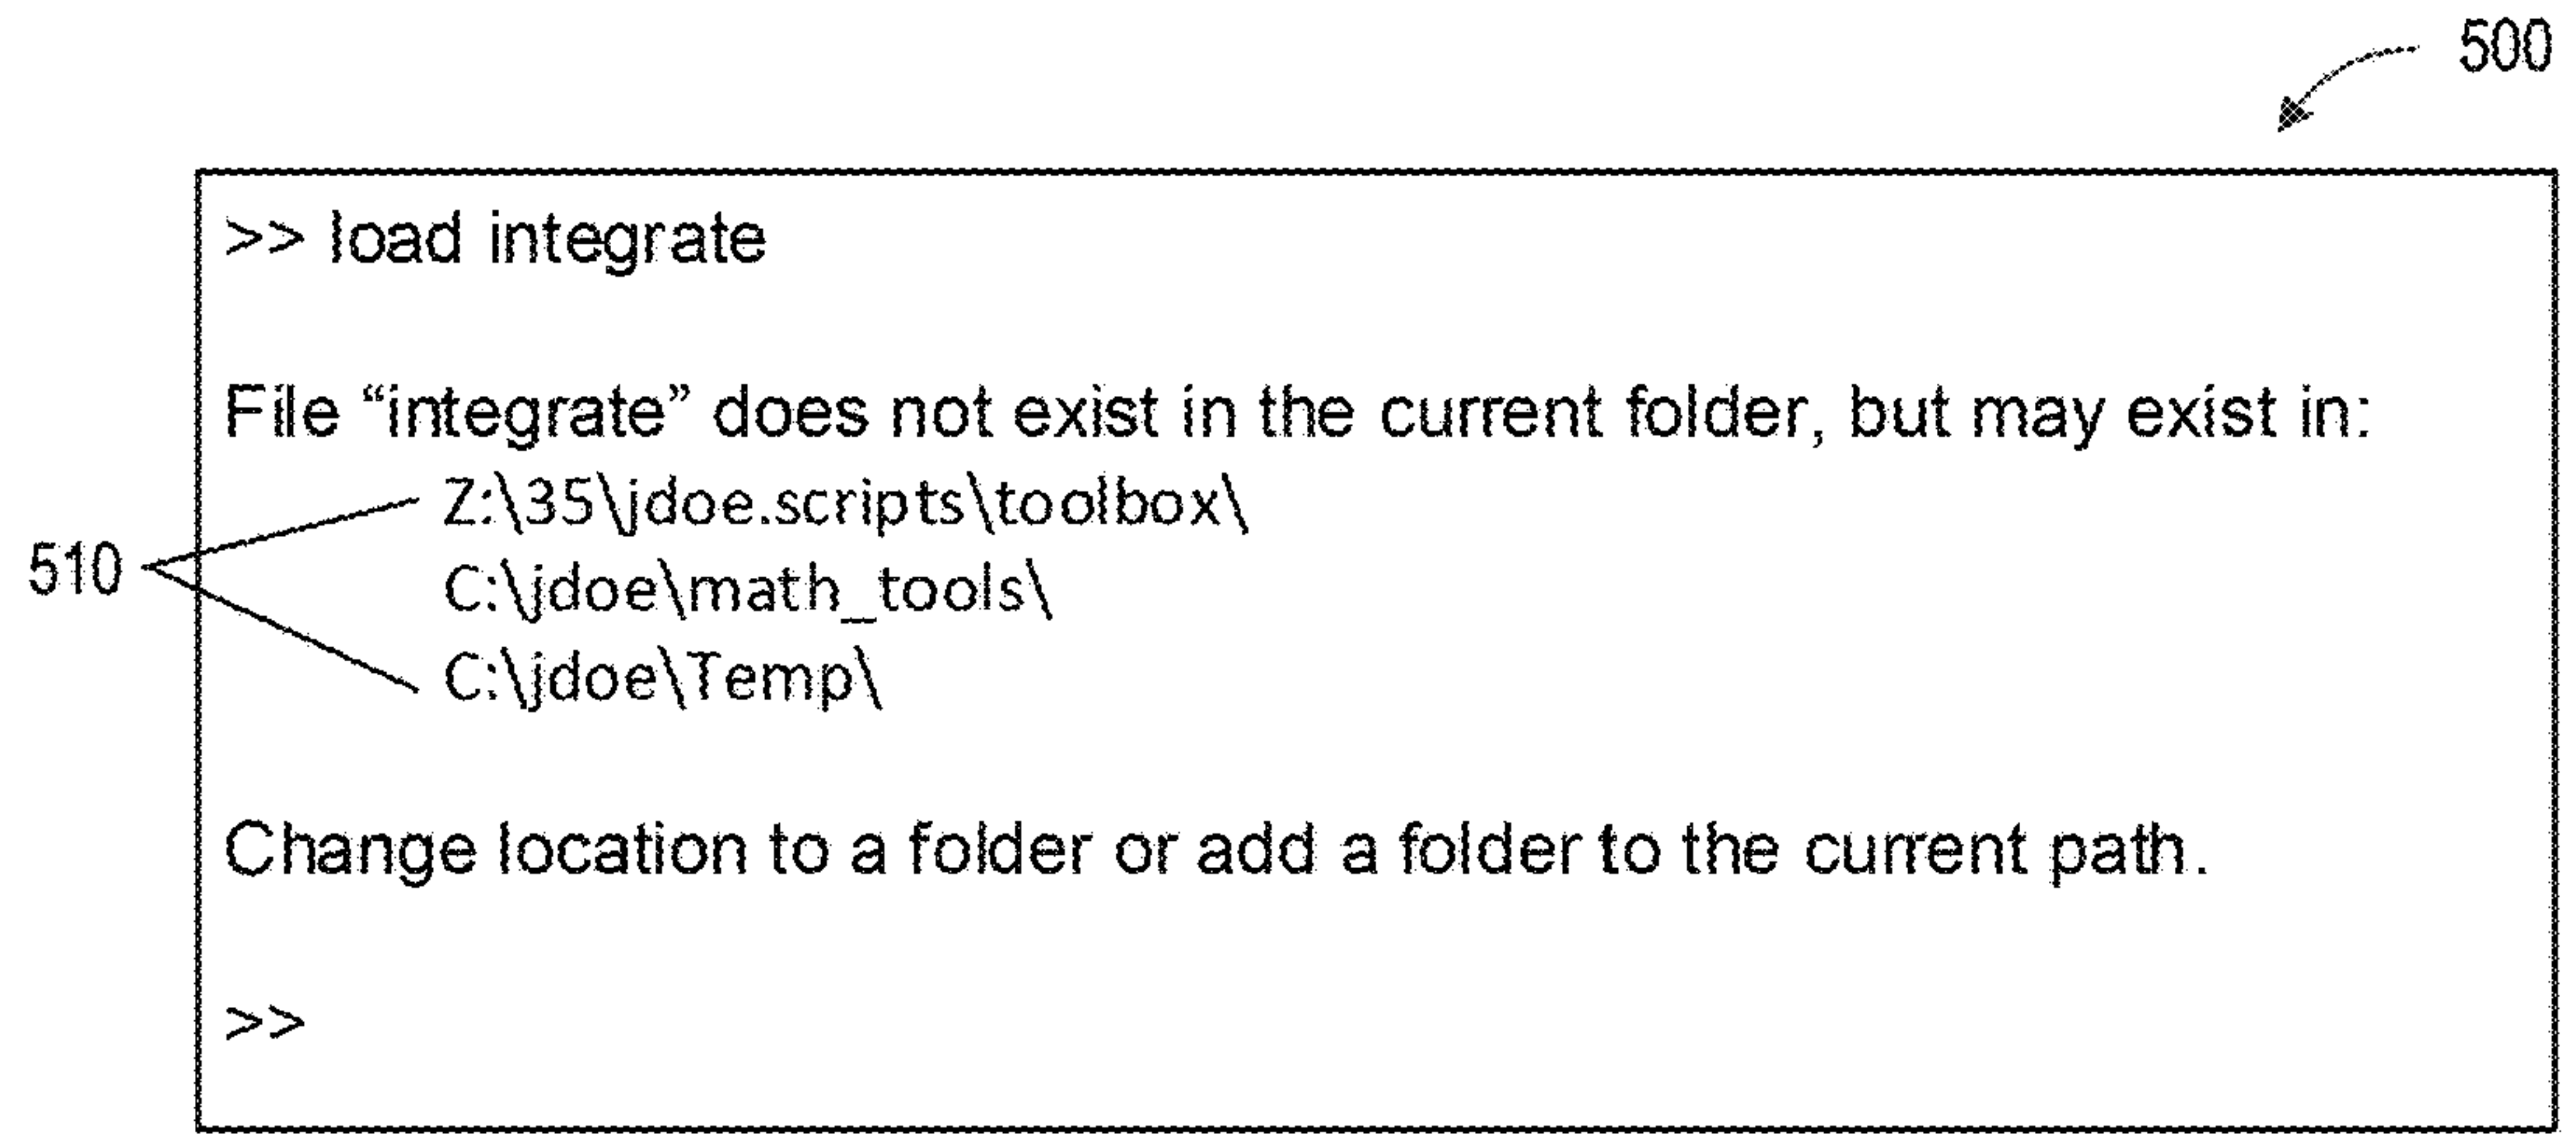 500
>> load integrate
File “integrate” does not exist in the current folder, but may exist in:
Z:\35\jdoe.scripts\toolbox\
510
C:\jdoe\math_tools\
C:\jdoe\Temp\
Change location to a folder or add a folder to the current path.
>>